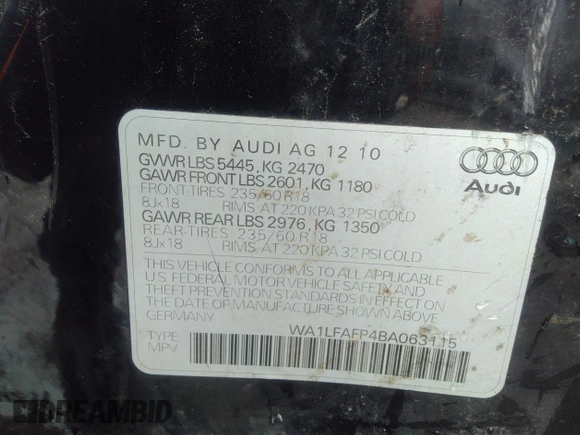 MFD. BY AUDI AG 12 10
GVWR LBS 5445, KG 2470
GAWR FRONT LBS 2601, KG 1180
FRONT-TIRES 235/60 R18
8Jx18 RIMS AT 220 KPA 32 PSI COLD
GAWR REAR LBS 2976, KG 1350
REAR-TIRES 235/60 R18
8Jx18 RIMS, AT 220 KPA 32 PSI COLD
THIS VEHICLE CONFORMS TO ALL APPLICABLE
U.S. FEDERAL MOTOR VEHICLE SAFETY AND
THEFT PREVENTION STANDARDS IN EFFECT ON
THE DATE OF MANUFACTURE SHOWN ABOVE.
GERMANY
TYPE WA1LFAFP4BA063115
MPV
Audi
DREAMBID